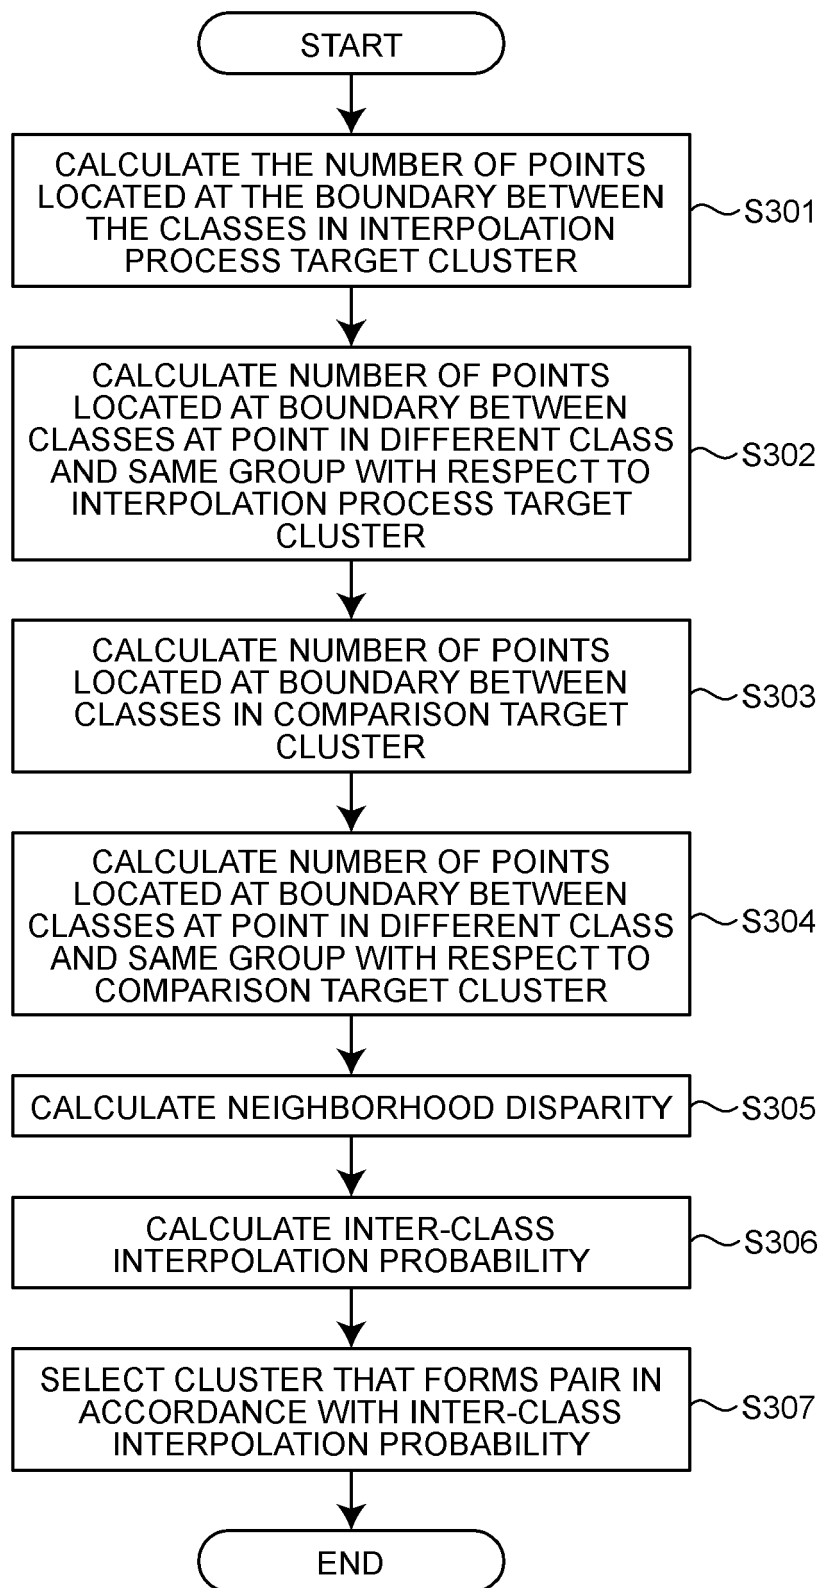 START
CALCULATE THE NUMBER OF POINTS
LOCATED AT THE BOUNDARY BETWEEN
THE CLASSES IN INTERPOLATION
PROCESS TARGET CLUSTER
S301
CALCULATE NUMBER OF POINTS
LOCATED AT BOUNDARY BETWEEN
CLASSES AT POINT IN DIFFERENT CLASS
AND SAME GROUP WITH RESPECT TO
INTERPOLATION PROCESS TARGET
CLUSTER
S302
CALCULATE NUMBER OF POINTS
LOCATED AT BOUNDARY BETWEEN
CLASSES IN COMPARISON TARGET
CLUSTER
S303
CALCULATE NUMBER OF POINTS
LOCATED AT BOUNDARY BETWEEN
CLASSES AT POINT IN DIFFERENT CLASS
AND SAME GROUP WITH RESPECT TO
COMPARISON TARGET CLUSTER
S304
CALCULATE NEIGHBORHOOD DISPARITY
S305
CALCULATE INTER-CLASS
INTERPOLATION PROBABILITY
S306
SELECT CLUSTER THAT FORMS PAIR IN
ACCORDANCE WITH INTER-CLASS
INTERPOLATION PROBABILITY
S307
END